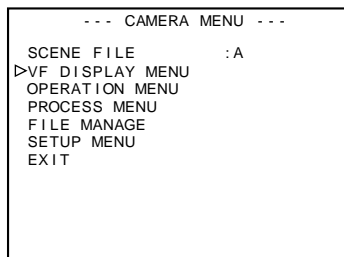 --- CAMERA MENU ---
SCENE FILE :A
▷VF DISPLAY MENU
OPERATION MENU
PROCESS MENU
FILE MANAGE
SETUP MENU
EXIT